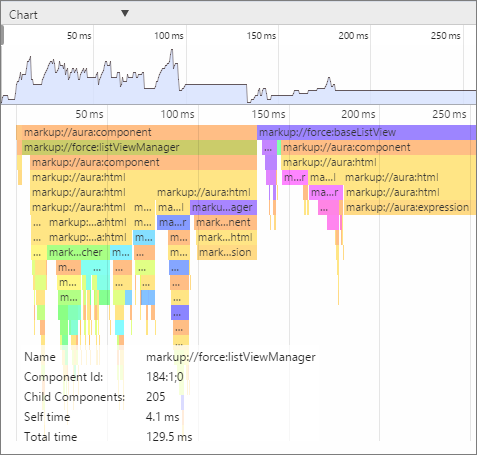 Chart ▼
50 ms 100 ms 150 ms 200 ms 250 ms
50 ms 100 ms 150 ms 200 ms 250 ms
markup://aura:component markup://force:baseListView
markup://force:listViewManager ... markup://aura:component
markup://aura:component ... markup://aura:html
markup://aura:html m...r m...l markup://aura:html
markup://aura:html markup://aura:html ...r markup://aura:html
markup://aura:html m... m...l marku...ager m...r markup://aura:expression
... markup:...a:html m... m...r mark...nent ...
... markup:...a:html m... mark...html
... mark...cher m... ... mark...sion
m... ... m... ... m...
m... ... ... ...
m... ...
...
...
Name markup://force:listViewManager
Component Id: 184:1;0
Child Components: 205
Self time 4.1 ms
Total time 129.5 ms